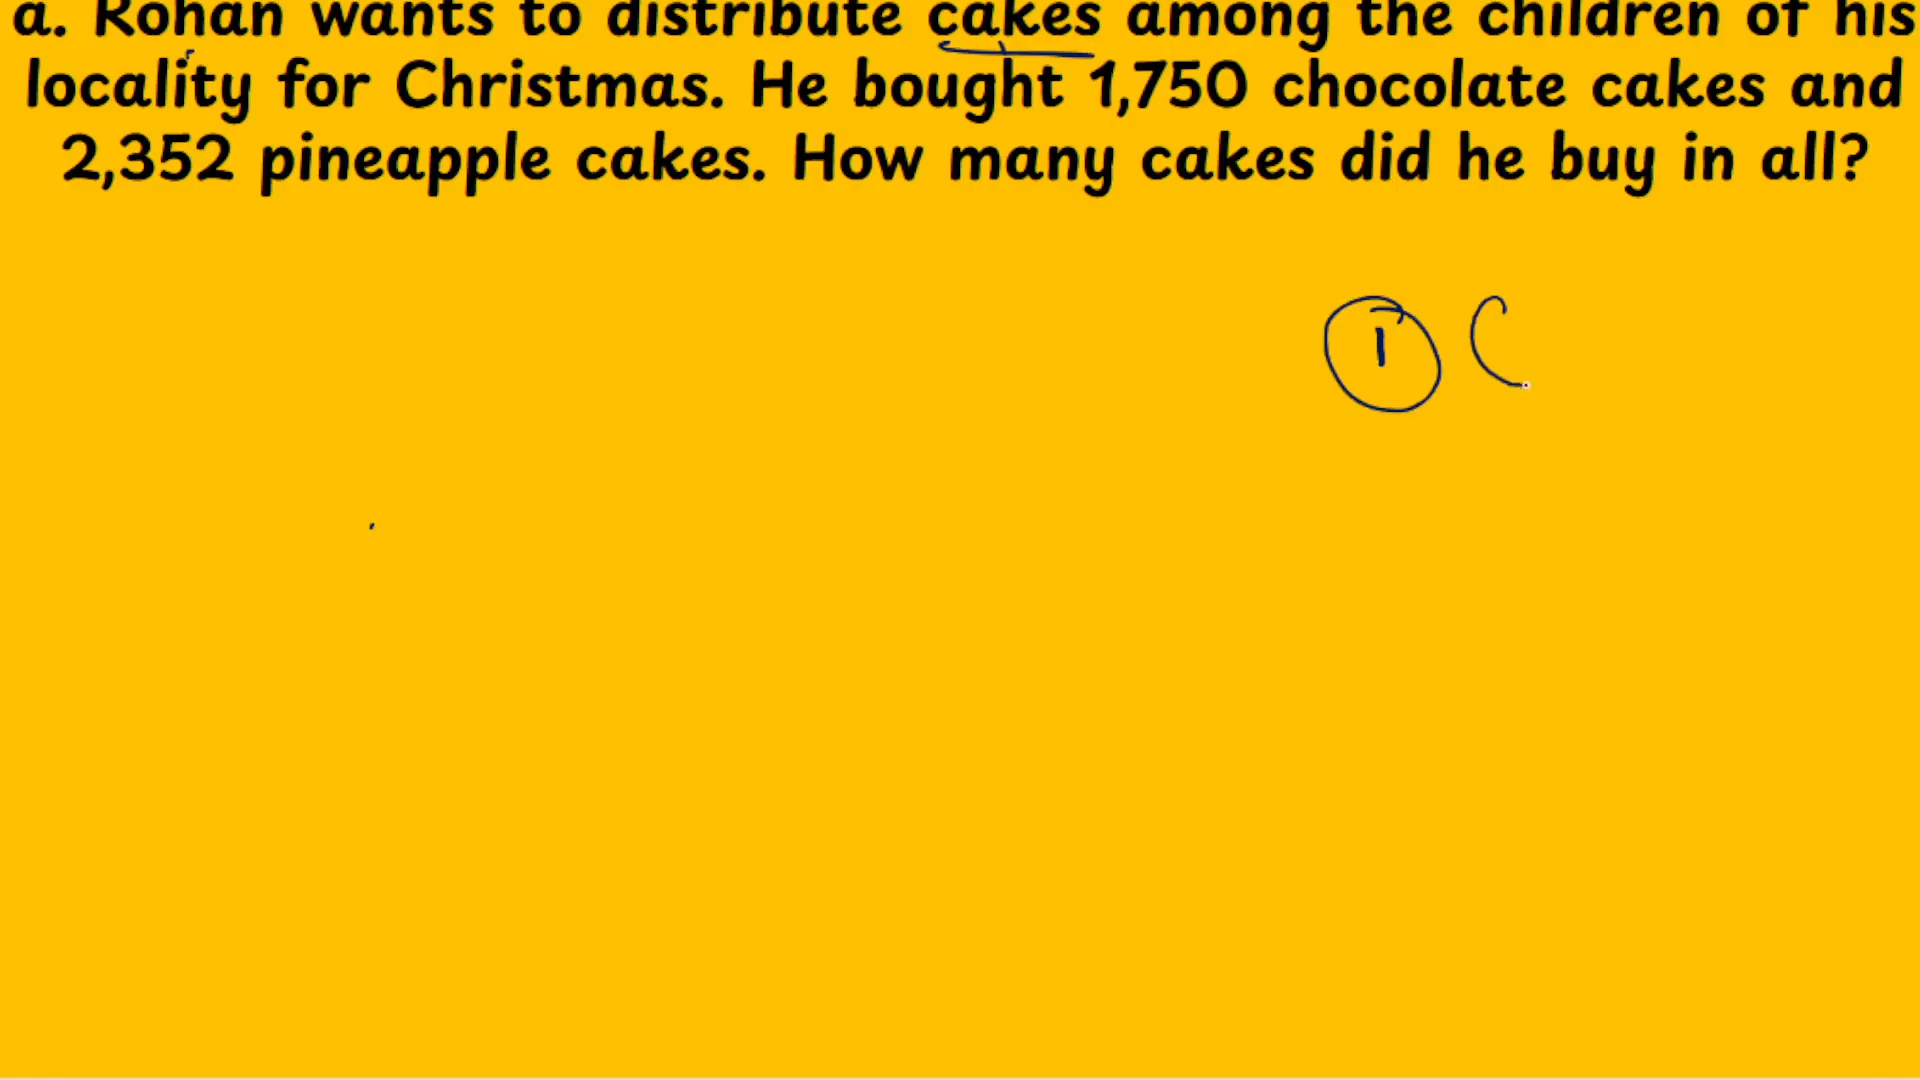 a. Rohan wants to distribute cakes among the children of his
locality for Christmas. He bought 1,750 chocolate cakes and
2,352 pineapple cakes. How many cakes did he buy in all?
1 C